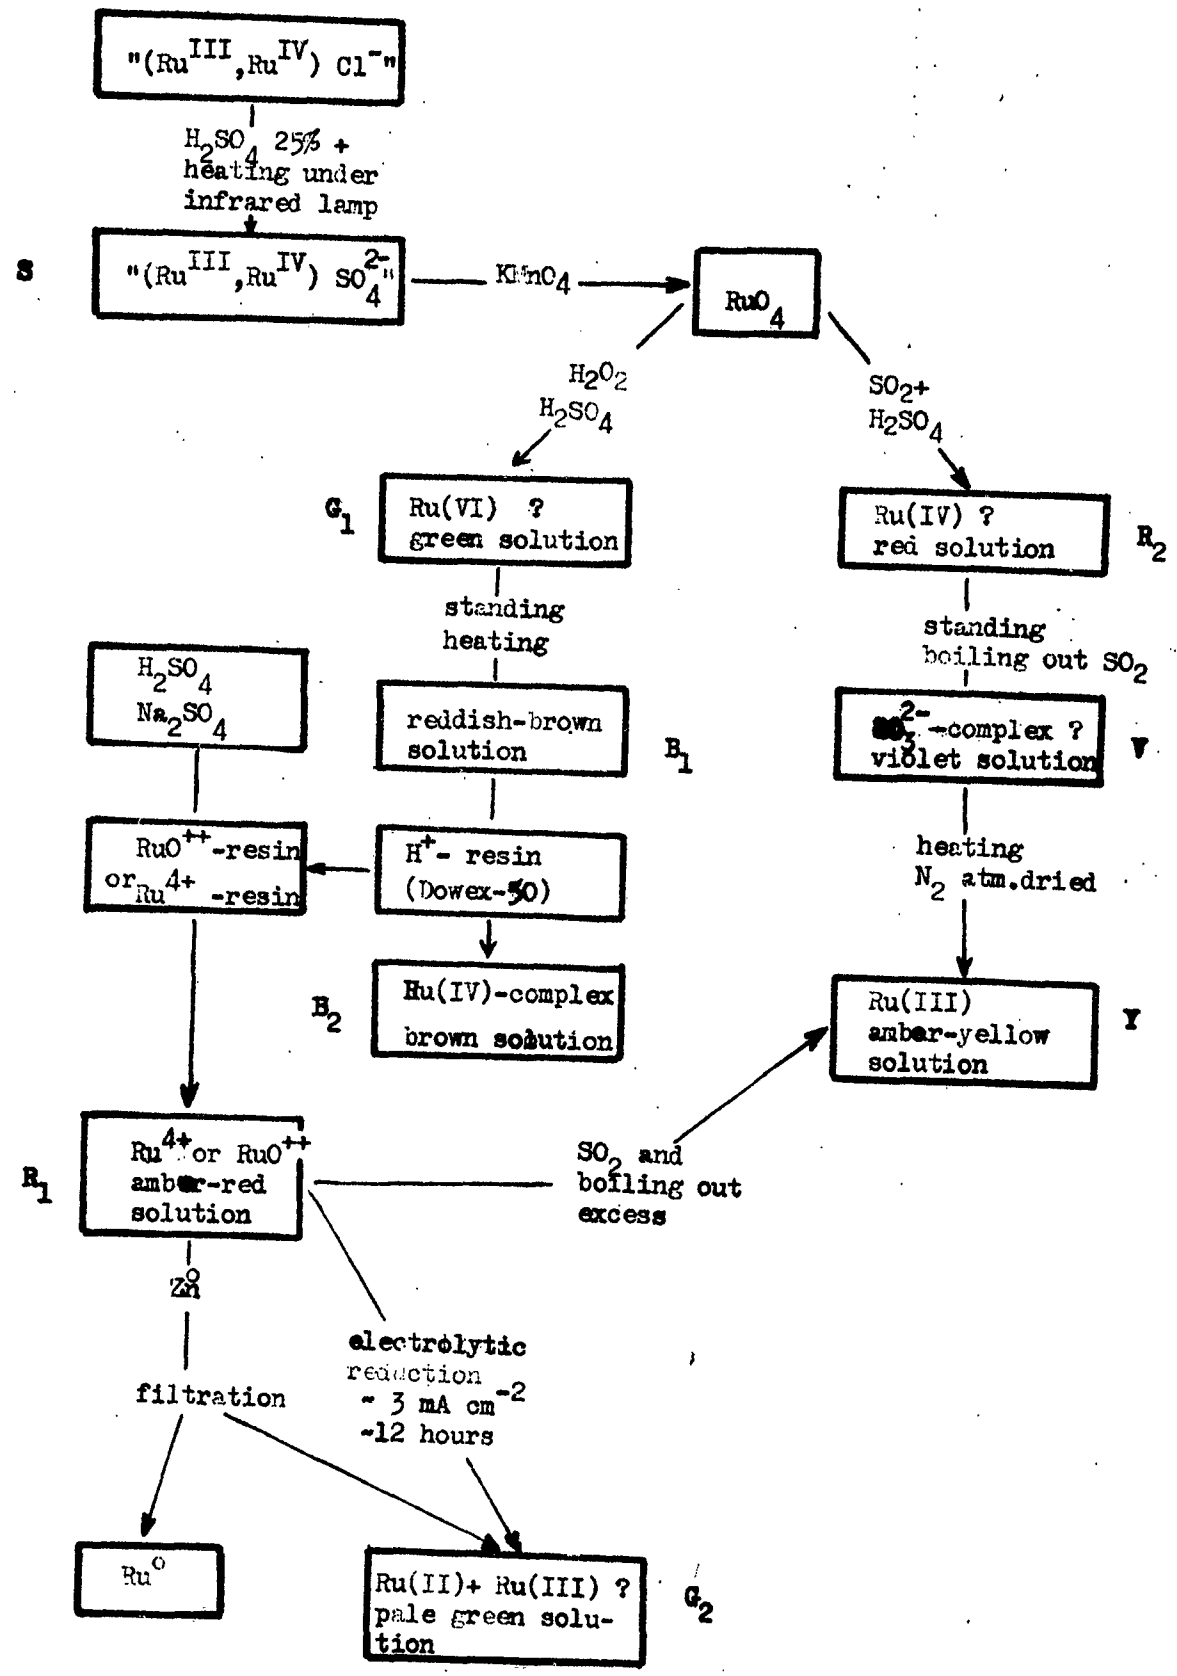 "(Ru^III,Ru^IV) Cl^-"
H2SO4 25% +
heating under
infrared lamp
S
"(Ru^III,Ru^IV) SO4^2-"
KMnO4
RuO4
H2O2
H2SO4
SO2+
H2SO4
G1
Ru(VI) ?
green solution
Ru(IV) ?
red solution
R2
standing
heating
standing
boiling out SO2
H2SO4
Na2SO4
reddish-brown
solution
B1
SO3^2- -complex ?
violet solution
V
RuO^++-resin
or Ru^4+ -resin
H^+- resin
(Dowex-50)
heating
N2 atm.dried
B2
Ru(IV)-complex
brown solution
Ru(III)
amber-yellow
solution
Y
R1
Ru^4+ or RuO^++
amber-red
solution
SO2 and
boiling out
excess
Zn^o
filtration
electrolytic
reduction
~ 3 mA cm^-2
~12 hours
Ru^o
Ru(II)+ Ru(III) ?
pale green solu-
tion
G2